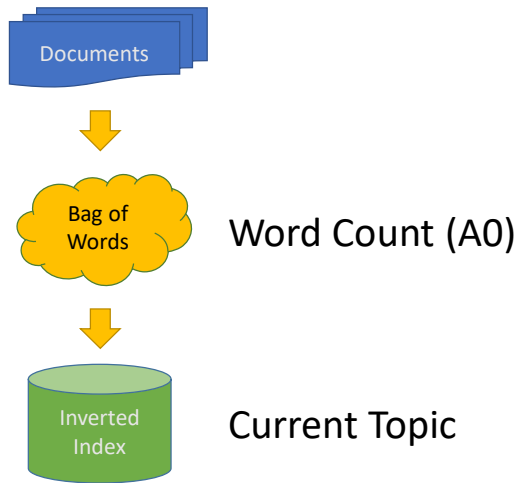 Documents
Bag of
Words
Word Count (A0)
Inverted
Index
Current Topic